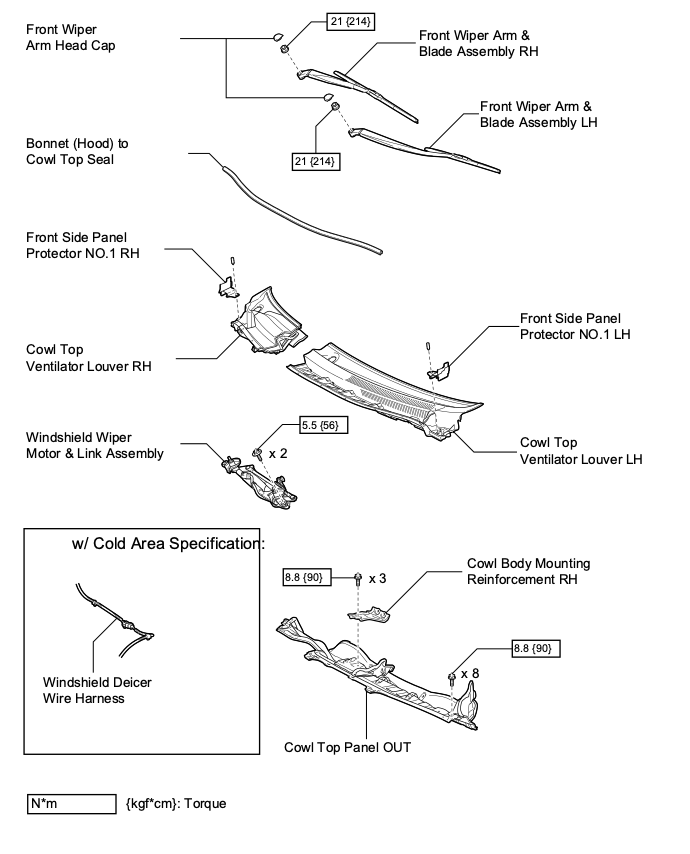 Front Wiper
Arm Head Cap
21 {214}
Front Wiper Arm &
Blade Assembly RH
Front Wiper Arm &
Blade Assembly LH
21 {214}
Bonnet (Hood) to
Cowl Top Seal
Front Side Panel
Protector NO.1 RH
Front Side Panel
Protector NO.1 LH
Cowl Top
Ventilator Louver RH
5.5 {56}
x 2
Windshield Wiper
Motor & Link Assembly
Cowl Top
Ventilator Louver LH
w/ Cold Area Specification:
Windshield Deicer
Wire Harness
8.8 {90}
x 3
Cowl Body Mounting
Reinforcement RH
8.8 {90}
x 8
Cowl Top Panel OUT
N*m
{kgf*cm}: Torque